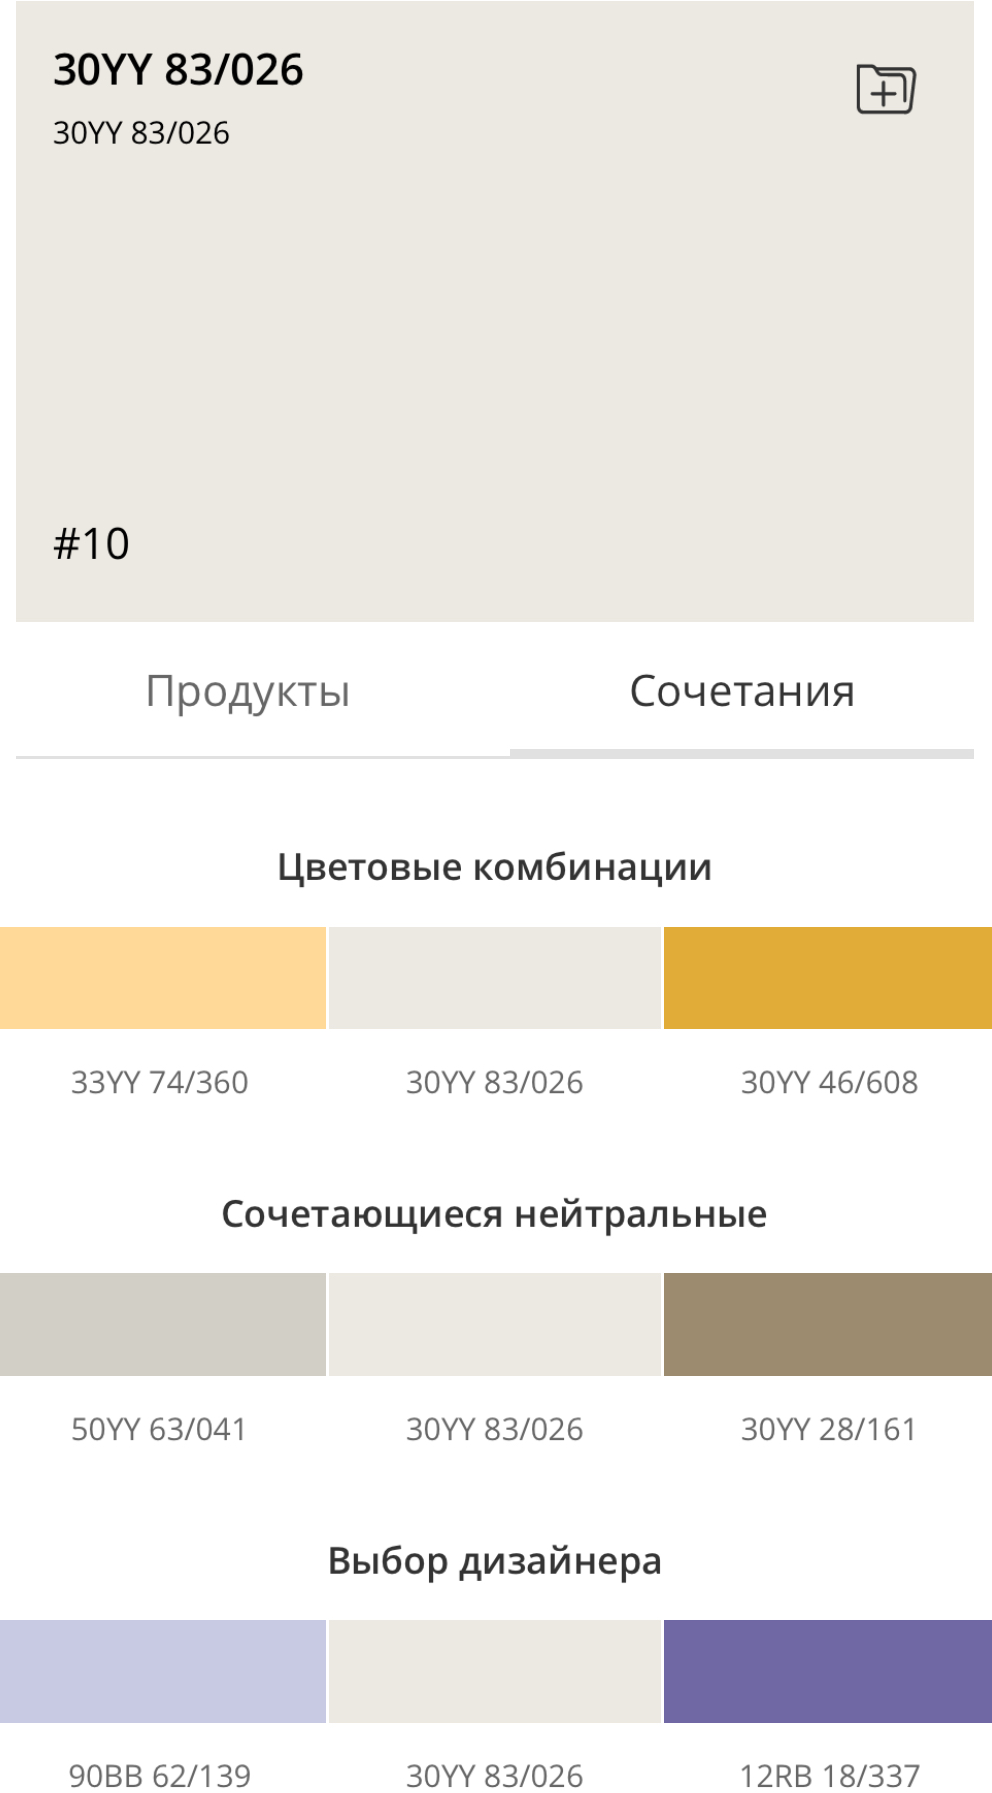 30YY 83/026
30YY 83/026
#10
Продукты
Сочетания
Цветовые комбинации
33YY 74/360
30YY 83/026
30YY 46/608
Сочетающиеся нейтральные
50YY 63/041
30YY 83/026
30YY 28/161
Выбор дизайнера
90BB 62/139
30YY 83/026
12RB 18/337